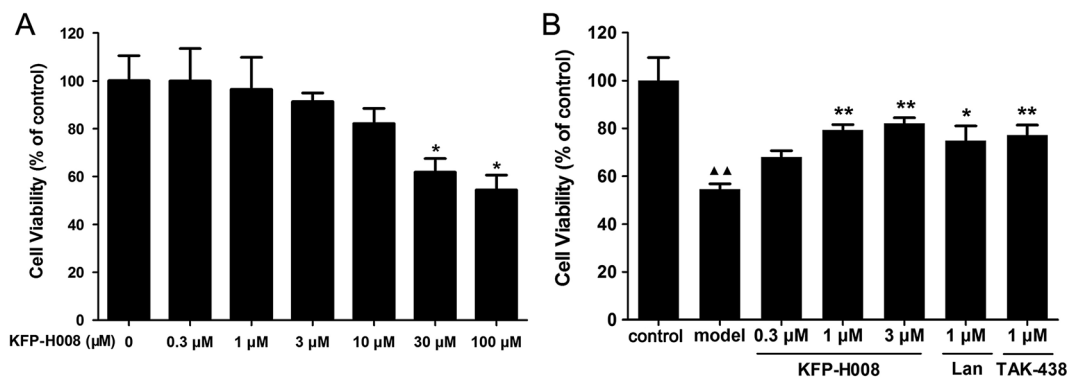 A
Cell Viability (% of control)
120
100
80
60
40
20
0
* *
KFP-H008 (μM) 0 0.3 μM 1 μM 3 μM 10 μM 30 μM 100 μM
B
Cell Viability (% of control)
120
100
80
60
40
20
0
▲▲ ** ** * **
control model 0.3 μM 1 μM 3 μM 1 μM 1 μM
KFP-H008 Lan TAK-438